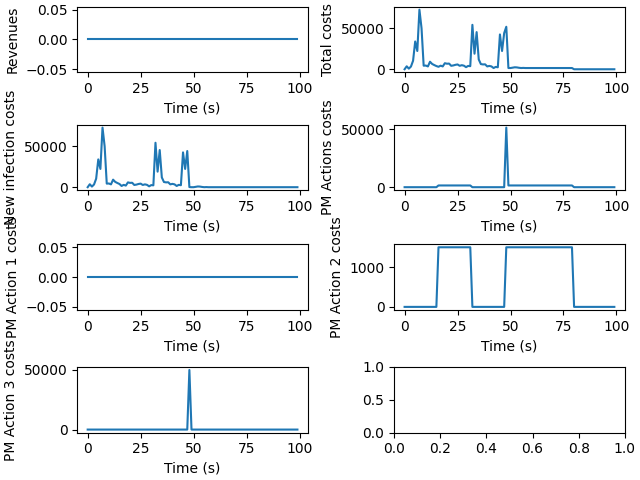 Revenues
0.05
0.00
−0.05
0 25 50 75 100
Time (s)
Total costs
50000
0
0 25 50 75 100
Time (s)
New infection costs
50000
0
0 25 50 75 100
Time (s)
PM Actions costs
50000
0
0 25 50 75 100
Time (s)
PM Action 1 costs
0.05
0.00
−0.05
0 25 50 75 100
Time (s)
PM Action 2 costs
1000
0
0 25 50 75 100
Time (s)
PM Action 3 costs
50000
0
0 25 50 75 100
Time (s)
1.0
0.5
0.0
0.0 0.2 0.4 0.6 0.8 1.0